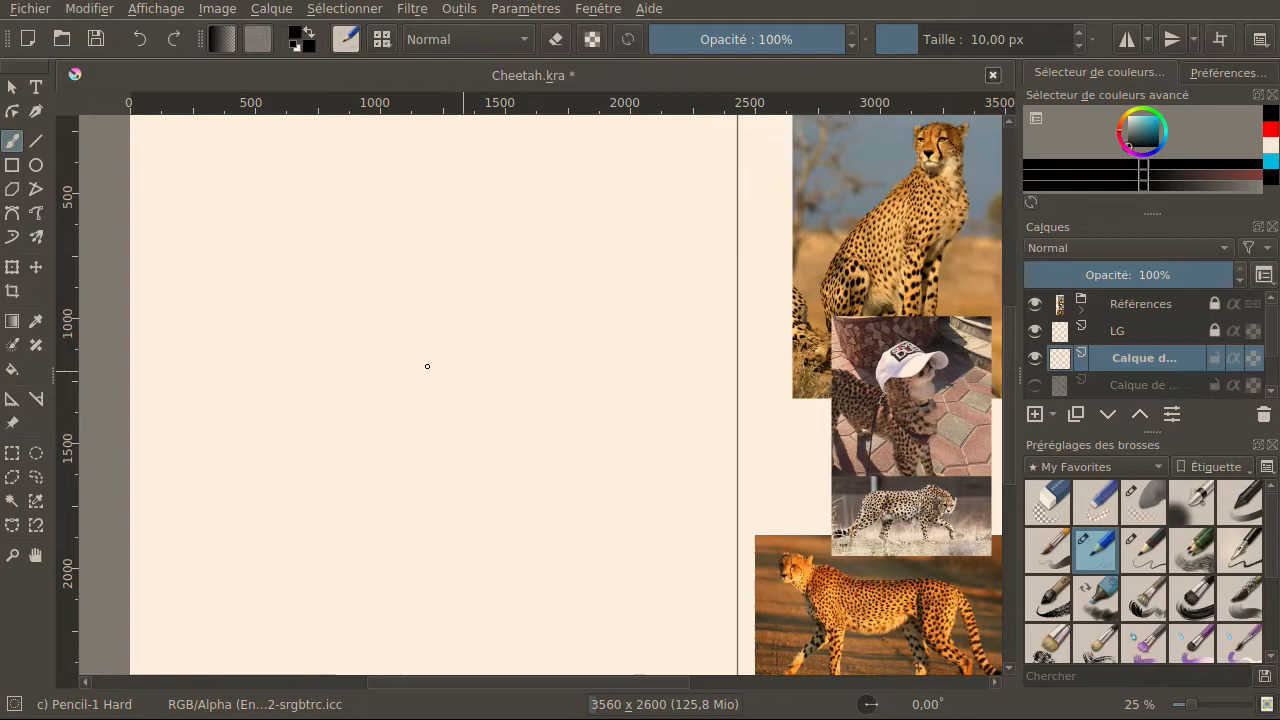 Fichier Modifier Affichage Image Calque Sélectionner Filtre Outils Paramètres Fenêtre Aide
Normal Opacité : 100% Taille : 10,00 px
Cheetah.kra *
Sélecteur de couleurs... Préférences...
Sélecteur de couleurs avancé
0 500 1000 1500 2000 2500 3000 3500
500
1000
1500
2000
Calques
Normal
Opacité: 100%
Références
LG
Calque d...
Calque de ...
Préréglages des brosses
★ My Favorites Étiquette
Chercher
c) Pencil-1 Hard RGB/Alpha (En...2-srgbtrc.icc 3560 x 2600 (125,8 Mio) 0,00° 25 %